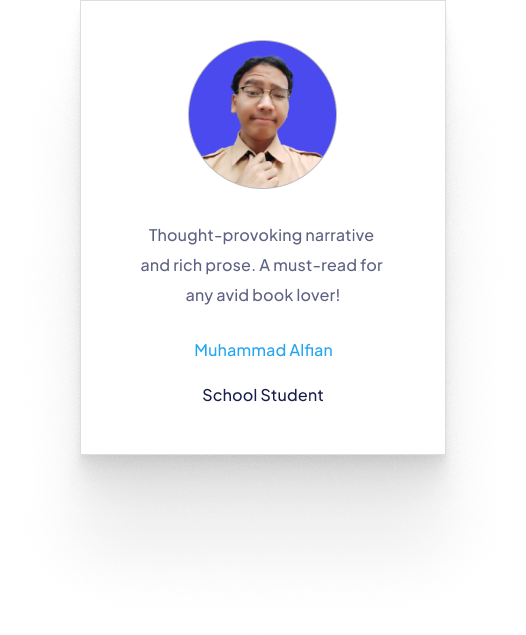 Thought-provoking narrative
and rich prose. A must-read for
any avid book lover!
Muhammad Alfian
School Student